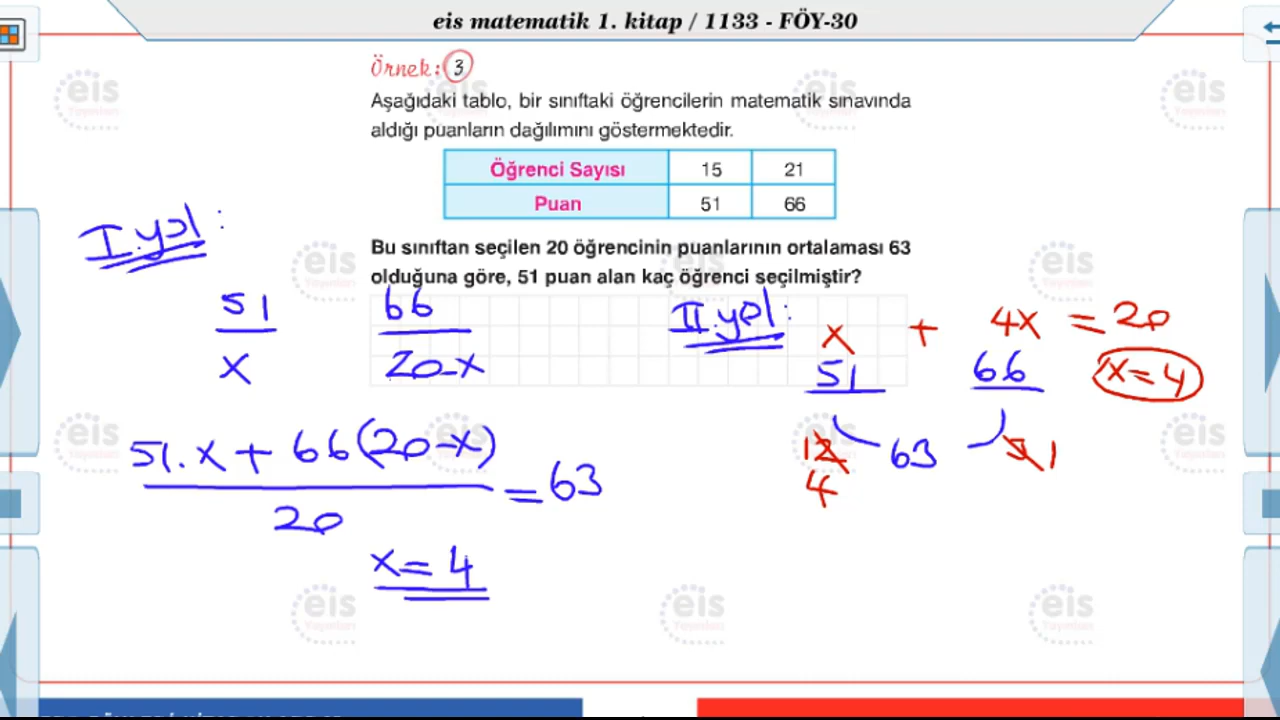 eis matematik 1. kitap / 1133 - FÖY-30
Örnek: 3
Aşağıdaki tablo, bir sınıftaki öğrencilerin matematik sınavında
aldığı puanların dağılımını göstermektedir.
Öğrenci Sayısı 15 21
Puan 51 66
Bu sınıftan seçilen 20 öğrencinin puanlarının ortalaması 63
olduğuna göre, 51 puan alan kaç öğrenci seçilmiştir?
I. yol:
51 66
x 20-x
51.x + 66(20-x)
20
= 63
x = 4
II. yol:
x + 4x = 20
51 66
x = 4
12 63 3 1
4
eis Yayınları